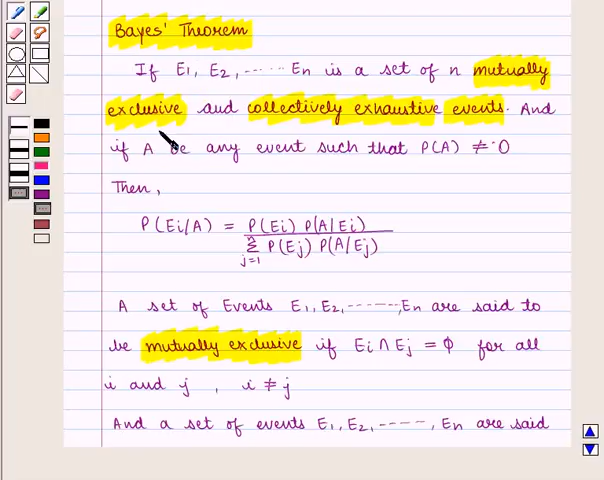 Bayes' Theorem
If E1, E2, ...... En is a set of n mutually
exclusive and collectively exhaustive events. And
if A be any event such that P(A) ≠ 0
Then,
P(Ei/A) = P(Ei) P(A/Ei)
n
Σ P(Ej) P(A/Ej)
j=1
A set of Events E1, E2, -------, En are said to
be mutually exclusive if Ei ∩ Ej = ϕ for all
i and j , i ≠ j
And a set of events E1, E2, -----, En are said